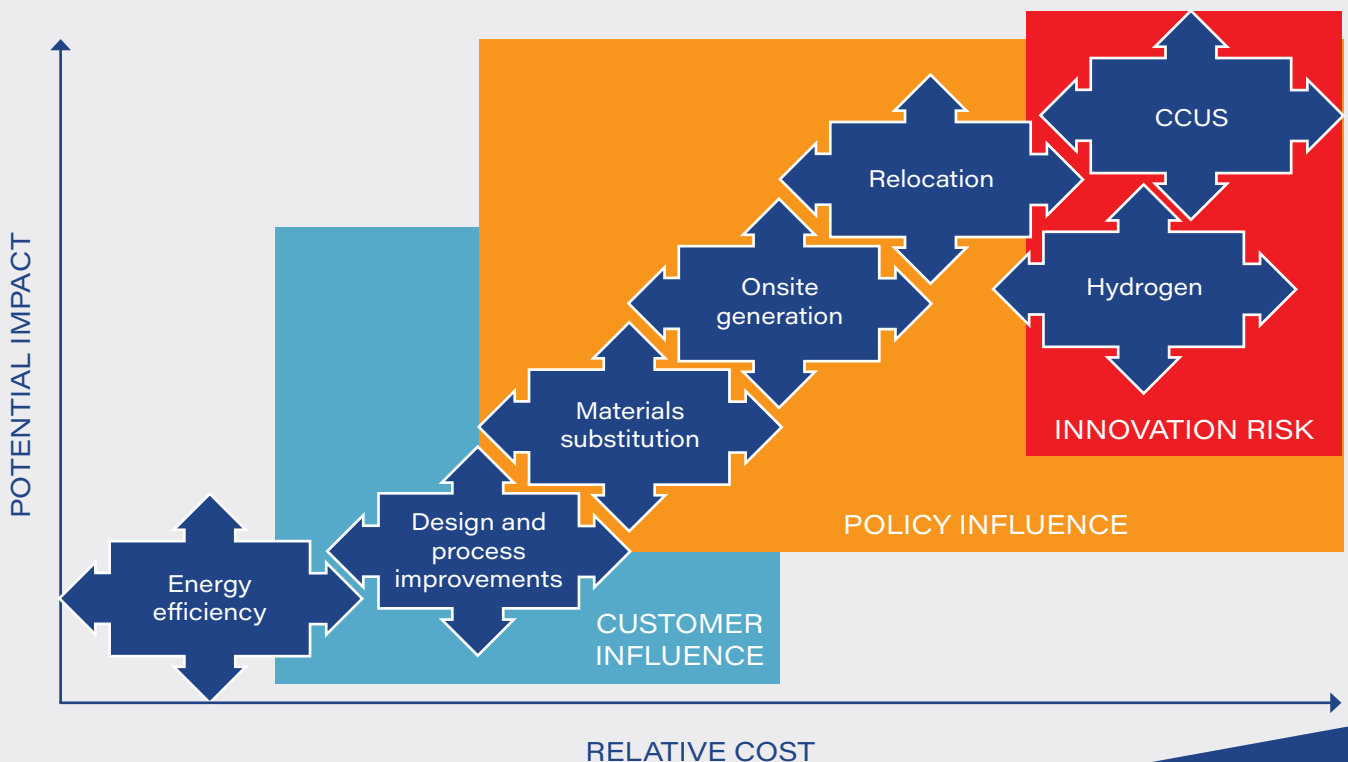 POTENTIAL IMPACT
CCUS
Relocation
Hydrogen
Onsite
generation
Materials
substitution
INNOVATION RISK
Design and
process
improvements
POLICY INFLUENCE
Energy
efficiency
CUSTOMER
INFLUENCE
RELATIVE COST